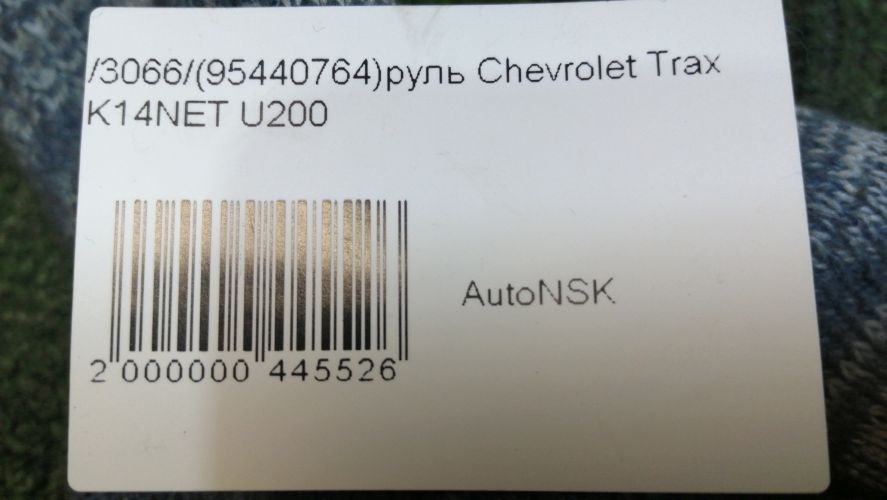 /3066/(95440764)руль Chevrolet Trax
K14NET U200
AutoNSK
2 000000 445526